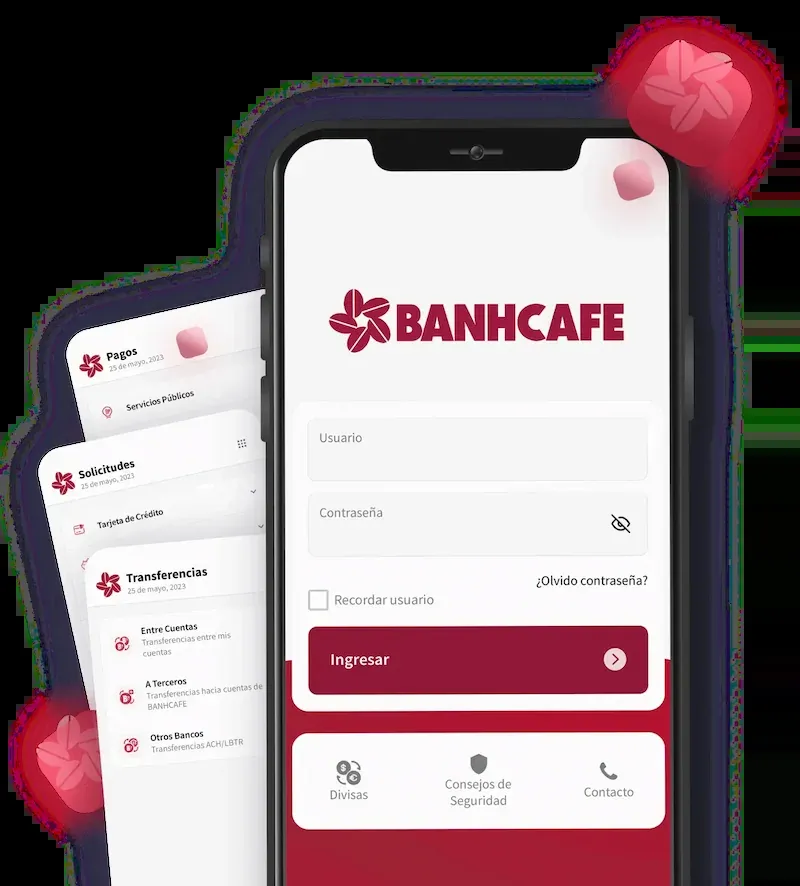 BANHCAFE
Usuario
Contraseña
¿Olvido contraseña?
Recordar usuario
Ingresar
Divisas
Consejos de
Seguridad
Contacto
Pagos
25 de mayo, 2023
Servicios Públicos
Solicitudes
25 de mayo, 2023
Tarjeta de Crédito
Transferencias
25 de mayo, 2023
Entre Cuentas
Transferencias entre mis
cuentas
A Terceros
Transferencias hacia cuentas de
BANHCAFE
Otros Bancos
Transferencias ACH/LBTR